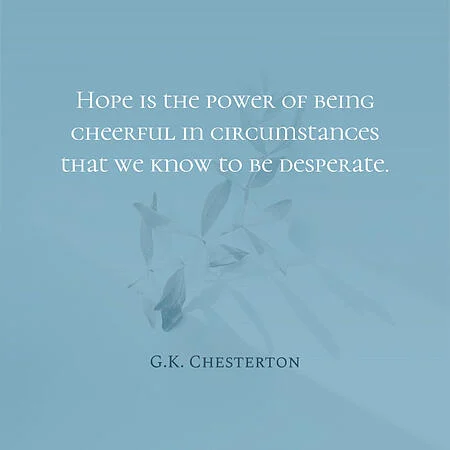 Hope is the power of being
cheerful in circumstances
that we know to be desperate.
G.K. Chesterton